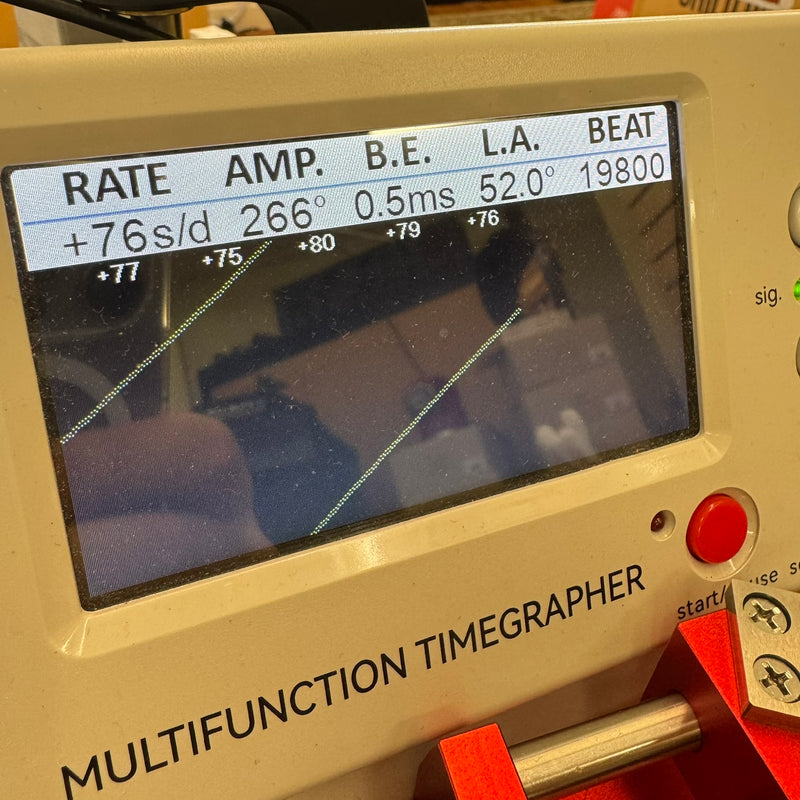 RATE AMP. B.E. L.A. BEAT
+76s/d 266° 0.5ms 52.0° 19800
+77 +75 +80 +79 +76
sig.
start/ use
MULTIFUNCTION TIMEGRAPHER